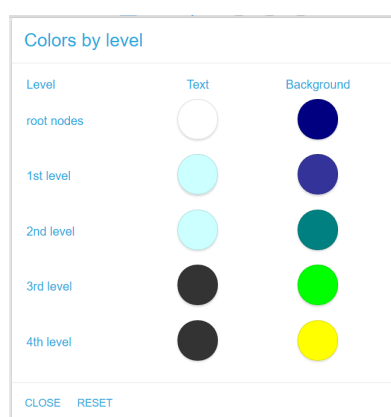 Colors by level
Level Text Background
root nodes
1st level
2nd level
3rd level
4th level
CLOSE RESET